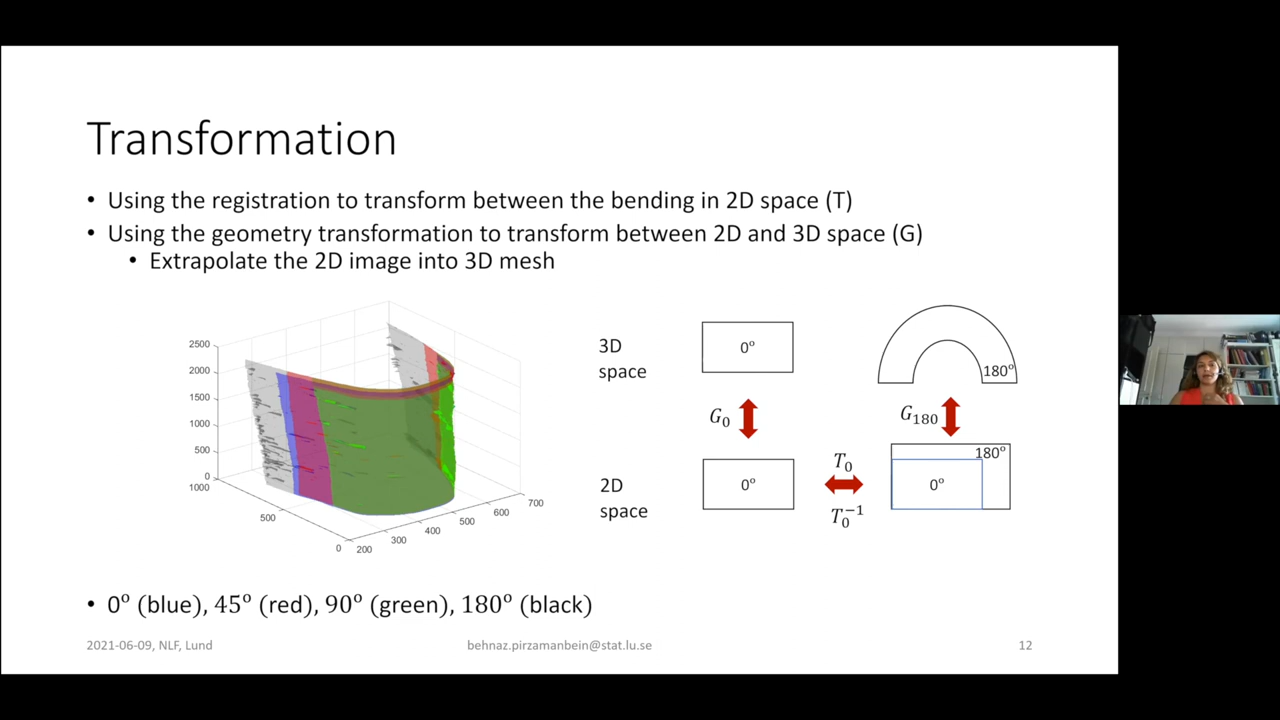 Transformation
• Using the registration to transform between the bending in 2D space (T)
• Using the geometry transformation to transform between 2D and 3D space (G)
• Extrapolate the 2D image into 3D mesh
2500
2000
1500
1000
500
0
1000
500
0
200
300
400
500
600
700
3D space
0°
180°
G₀
G₁₈₀
2D space
0°
T₀
T₀⁻¹
180°
0°
• 0° (blue), 45° (red), 90° (green), 180° (black)
2021-06-09, NLF, Lund
behnaz.pirzamanbein@stat.lu.se
12